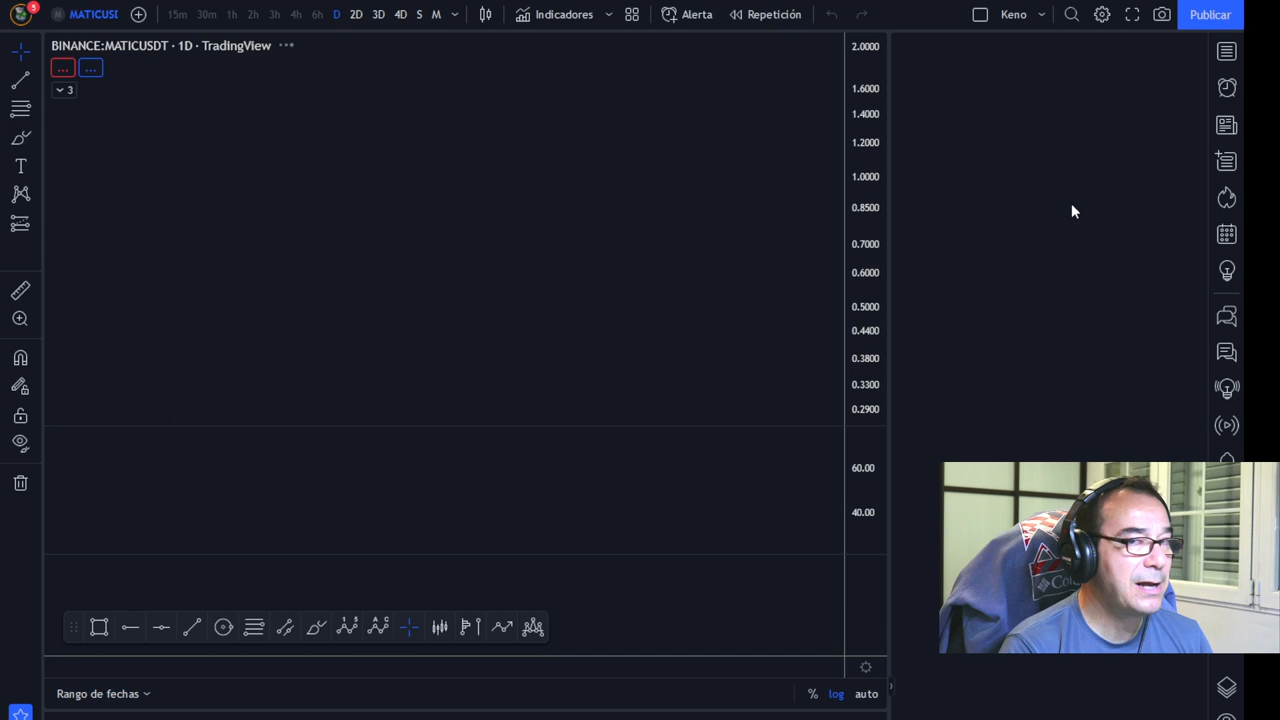 5
M MATICUSI
15m 30m 1h 2h 3h 4h 6h D 2D 3D 4D S M
Indicadores
Alerta
Repetición
Keno
Publicar
BINANCE:MATICUSDT · 1D · TradingView
... ...
3
2.0000
1.6000
1.4000
1.2000
1.0000
0.8500
0.7000
0.6000
0.5000
0.4400
0.3800
0.3300
0.2900
60.00
40.00
Rango de fechas
% log auto